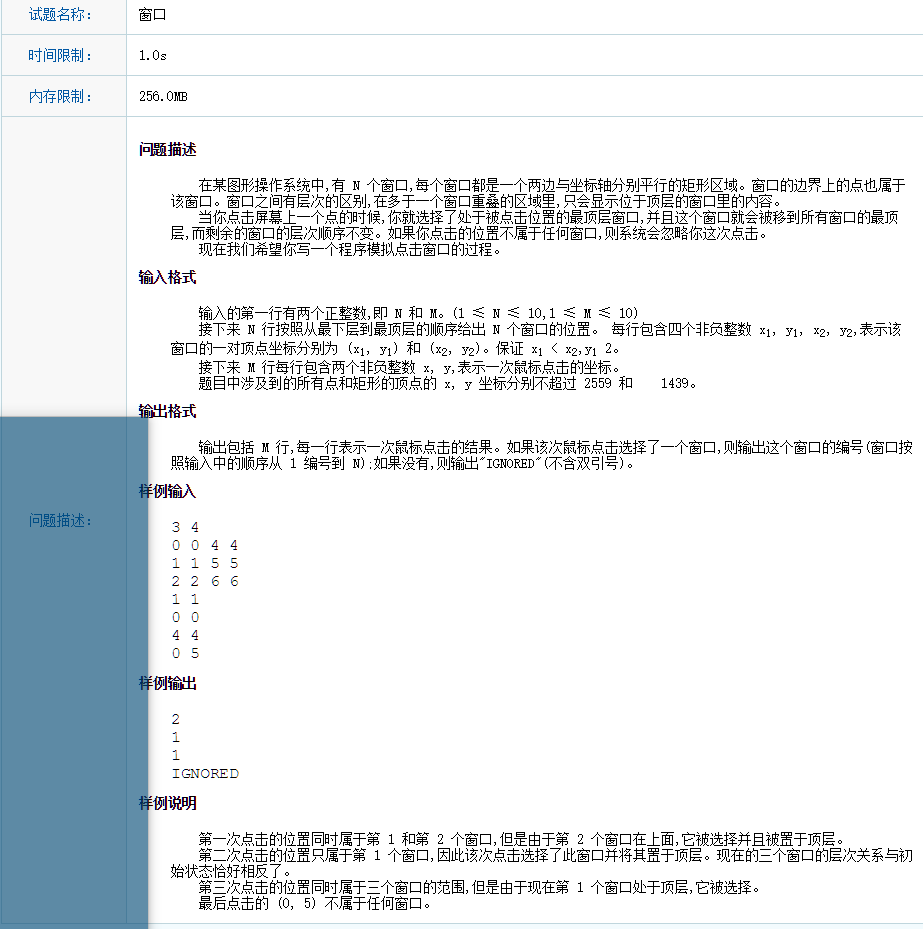 试题名称： 窗口
时间限制： 1.0s
内存限制： 256.0MB
问题描述：
问题描述
在某图形操作系统中,有 N 个窗口,每个窗口都是一个两边与坐标轴分别平行的矩形区域。窗口的边界上的点也属于
该窗口。窗口之间有层次的区别,在多于一个窗口重叠的区域里,只会显示位于顶层的窗口里的内容。
当你点击屏幕上一个点的时候,你就选择了处于被点击位置的最顶层窗口,并且这个窗口就会被移到所有窗口的最顶
层,而剩余的窗口的层次顺序不变。如果你点击的位置不属于任何窗口,则系统会忽略你这次点击。
现在我们希望你写一个程序模拟点击窗口的过程。
输入格式
输入的第一行有两个正整数,即 N 和 M。(1 ≤ N ≤ 10,1 ≤ M ≤ 10)
接下来 N 行按照从最下层到最顶层的顺序给出 N 个窗口的位置。 每行包含四个非负整数 x₁, y₁, x₂, y₂,表示该
窗口的一对顶点坐标分别为 (x₁, y₁) 和 (x₂, y₂)。保证 x₁ < x₂,y₁ 2。
接下来 M 行每行包含两个非负整数 x, y,表示一次鼠标点击的坐标。
题目中涉及到的所有点和矩形的顶点的 x, y 坐标分别不超过 2559 和 1439。
输出格式
输出包括 M 行,每一行表示一次鼠标点击的结果。如果该次鼠标点击选择了一个窗口,则输出这个窗口的编号(窗口按
照输入中的顺序从 1 编号到 N);如果没有,则输出"IGNORED"(不含双引号)。
样例输入
3 4
0 0 4 4
1 1 5 5
2 2 6 6
1 1
0 0
4 4
0 5
样例输出
2
1
1
IGNORED
样例说明
第一次点击的位置同时属于第 1 和第 2 个窗口,但是由于第 2 个窗口在上面,它被选择并且被置于顶层。
第二次点击的位置只属于第 1 个窗口,因此该次点击选择了此窗口并将其置于顶层。现在的三个窗口的层次关系与初
始状态恰好相反了。
第三次点击的位置同时属于三个窗口的范围,但是由于现在第 1 个窗口处于顶层,它被选择。
最后点击的 (0, 5) 不属于任何窗口。